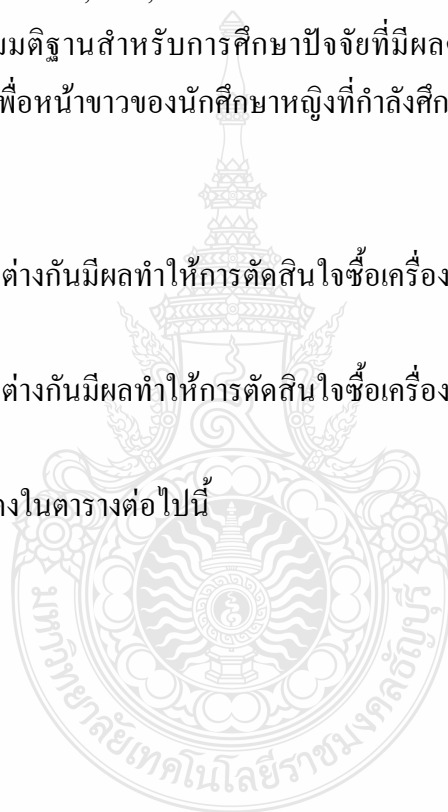 มมติฐานสำหรับการศึกษาปัจจัยที่มีผล
พื่อหน้าขาวของนักศึกษาหญิงที่กำลังศึก
ต่างกันมีผลทำให้การตัดสินใจซื้อเครื่อง
ต่างกันมีผลทำให้การตัดสินใจซื้อเครื่อง
งในตารางต่อไปนี้
มหาวิทยาลัยเทคโนโลยีราชมงคลธัญบุรี